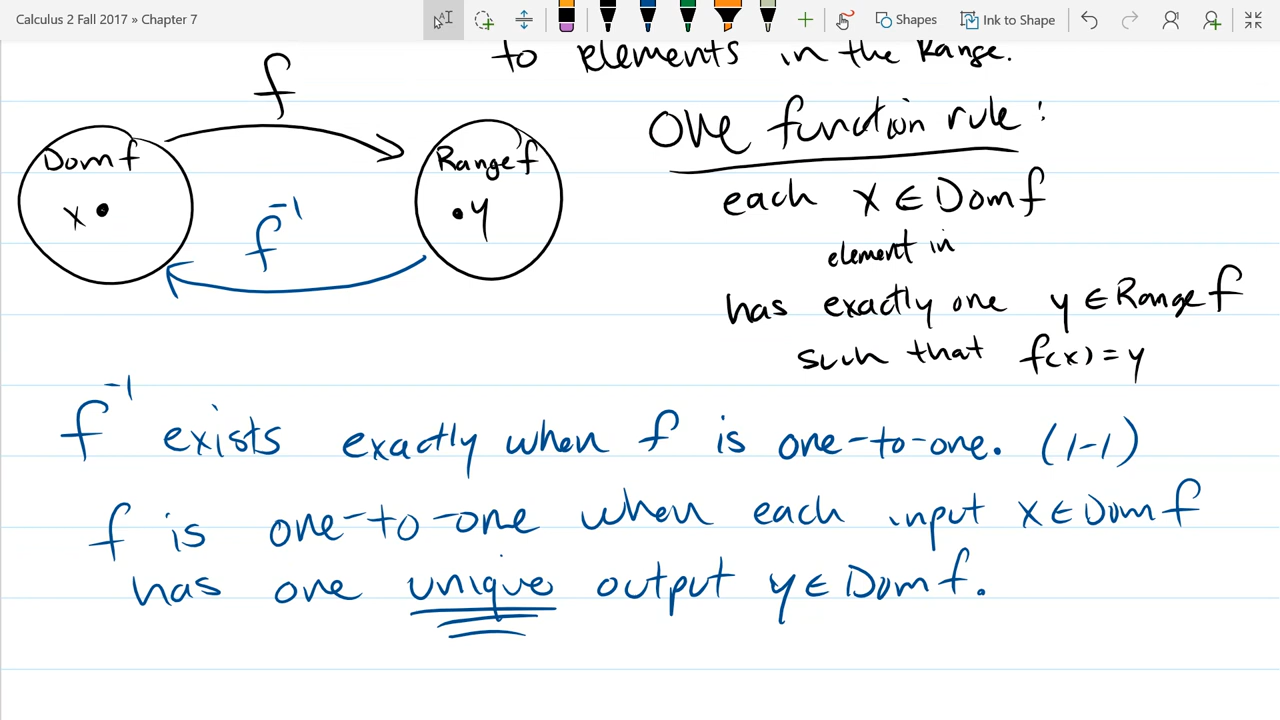 Calculus 2 Fall 2017 » Chapter 7
Shapes
Ink to Shape
to elements in the Range.
f
One function rule:
Dom f
Range f
each x ∈ Dom f
x
y
f⁻¹
element in
has exactly one y ∈ Range f
such that f(x) = y
f⁻¹ exists exactly when f is one-to-one. (1-1)
f is one-to-one when each input x ∈ Dom f
has one unique output y ∈ Dom f.